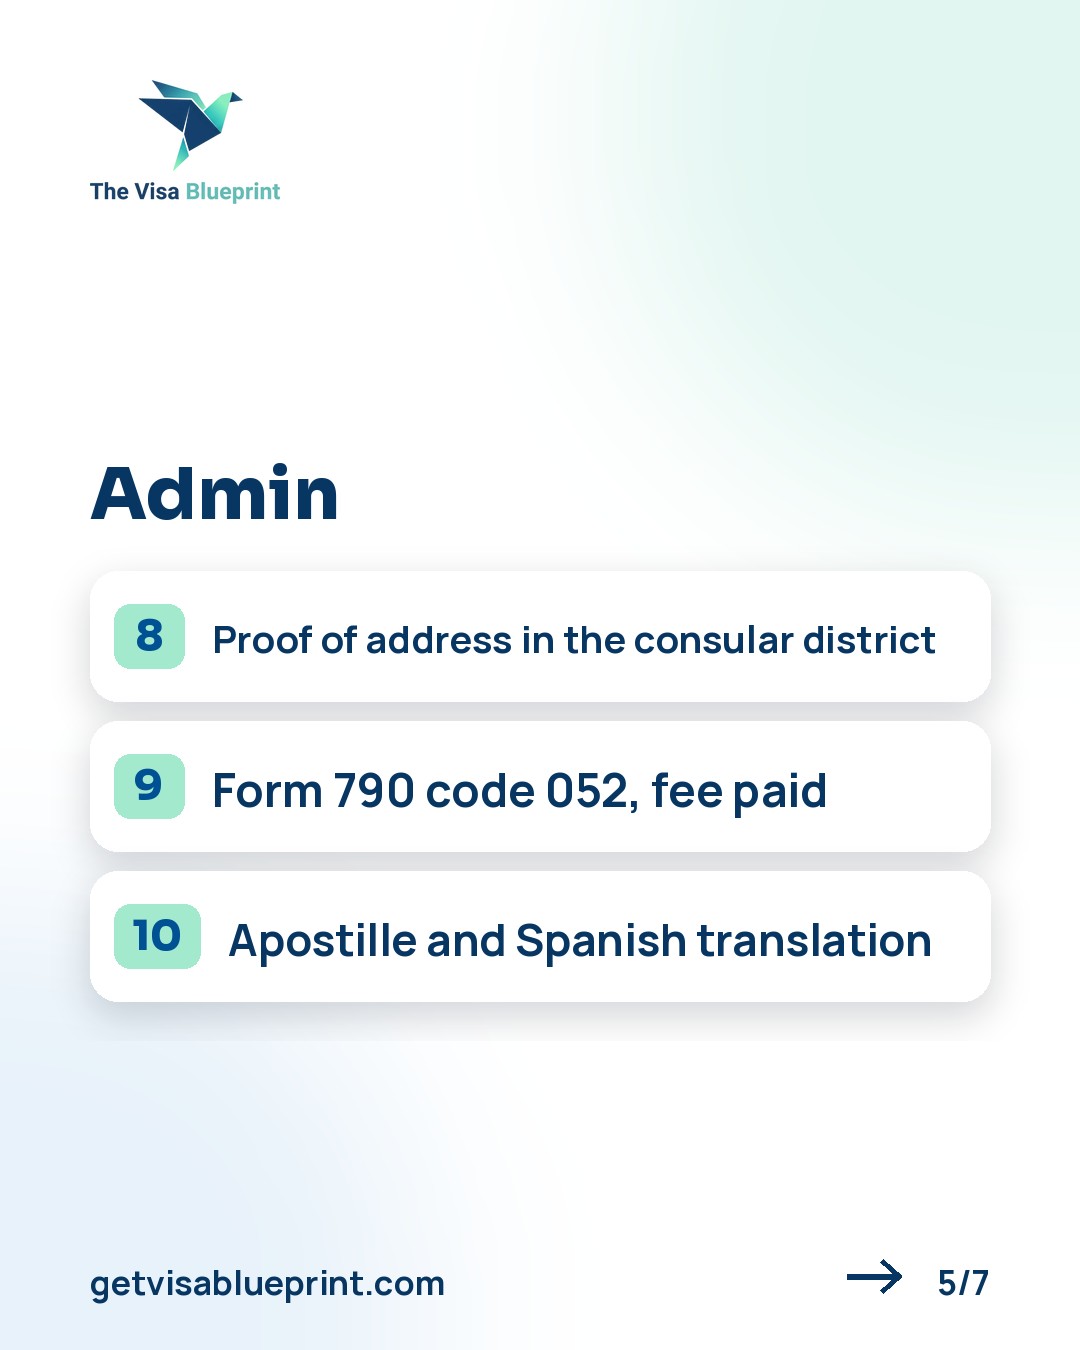 The Visa Blueprint
Admin
8 Proof of address in the consular district
9 Form 790 code 052, fee paid
10 Apostille and Spanish translation
getvisablueprint.com → 5/7